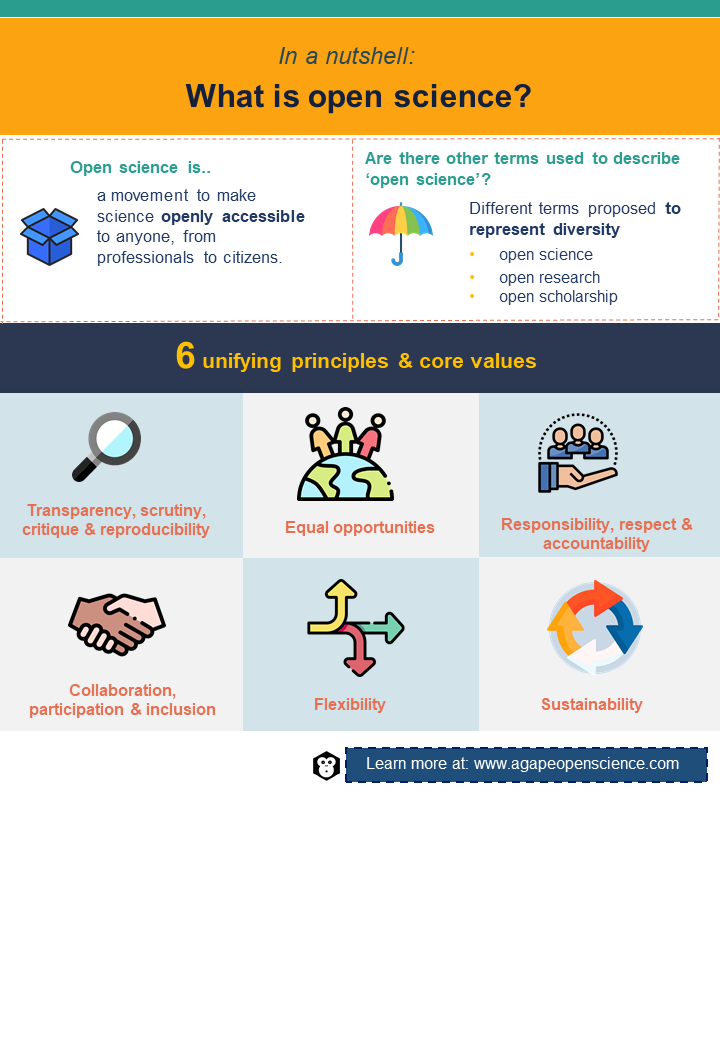 In a nutshell:
What is open science?
Open science is..
a movement to make
science openly accessible
to anyone, from
professionals to citizens.
Are there other terms used to describe
‘open science’?
Different terms proposed to
represent diversity
• open science
• open research
• open scholarship
6 unifying principles & core values
Transparency, scrutiny,
critique & reproducibility
Equal opportunities
Responsibility, respect &
accountability
Collaboration,
participation & inclusion
Flexibility
Sustainability
Learn more at: www.agapeopenscience.com